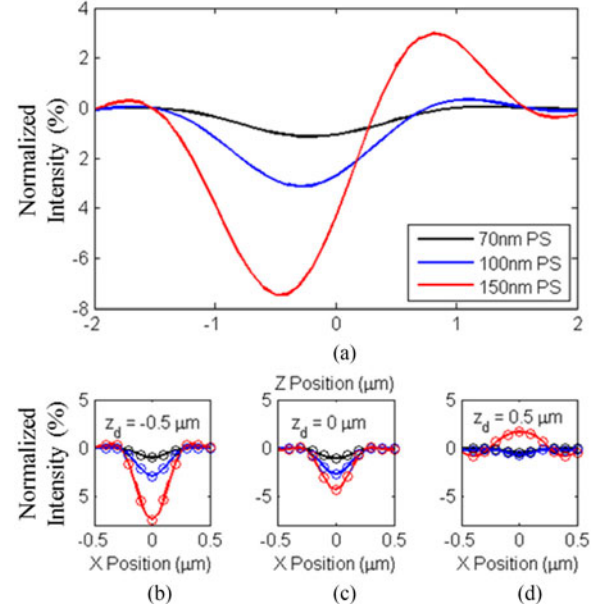 4
2
0
-2
-4
-6
-8
Normalized
Intensity (%)
70nm PS
100nm PS
150nm PS
-2 -1 0 1 2
(a)
Z Position (μm)
Normalized
Intensity (%)
5
0
5
z_d = -0.5 μm
-0.5 0 0.5
X Position (μm)
(b)
5
0
-5
z_d = 0 μm
-0.5 0 0.5
X Position (μm)
(c)
5
0
-5
z_d = 0.5 μm
-0.5 0 0.5
X Position (μm)
(d)